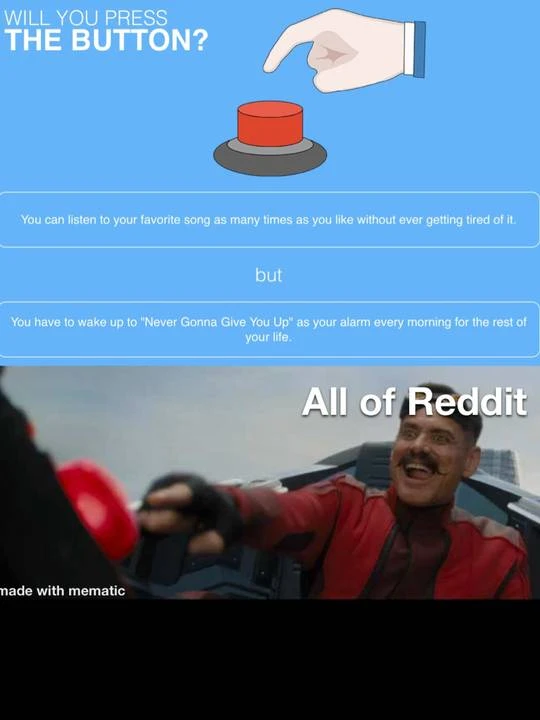 WILL YOU PRESS
THE BUTTON?
You can listen to your favorite song as many times as you like without ever getting tired of it.
but
You have to wake up to "Never Gonna Give You Up" as your alarm every morning for the rest of
your life.
All of Reddit
made with mematic